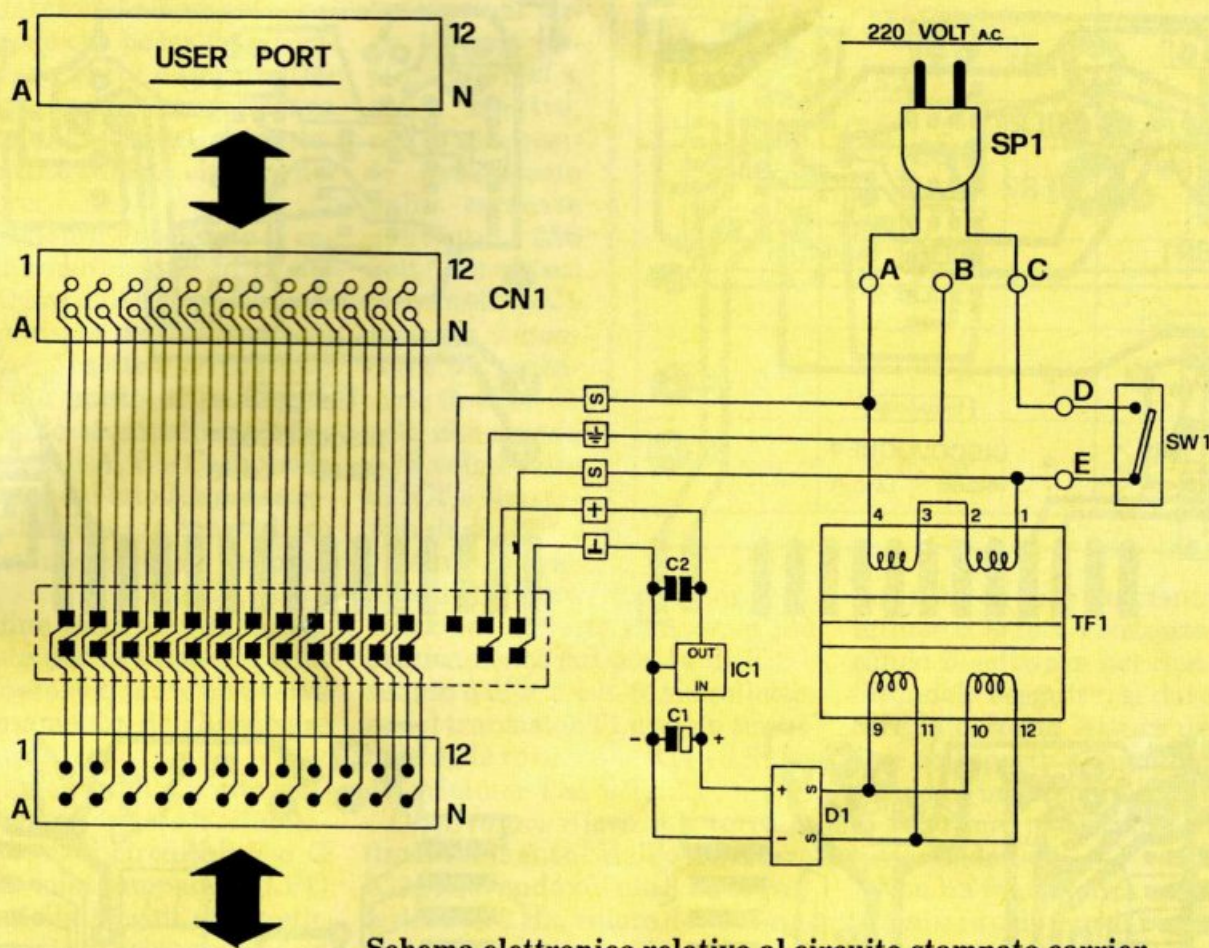 1 12
USER PORT
A N
220 VOLT A.C.
SP1
1 12
CN1
A N
A B C
S
⏚
S
+
⊥
D
E
SW1
4 3 2 1
TF1
9 11 10 12
C2
OUT
IC1
IN
C1
- +
+ S
D1
- S
1 12
A N
Schema elettronico relativo al circuito stampato carrier